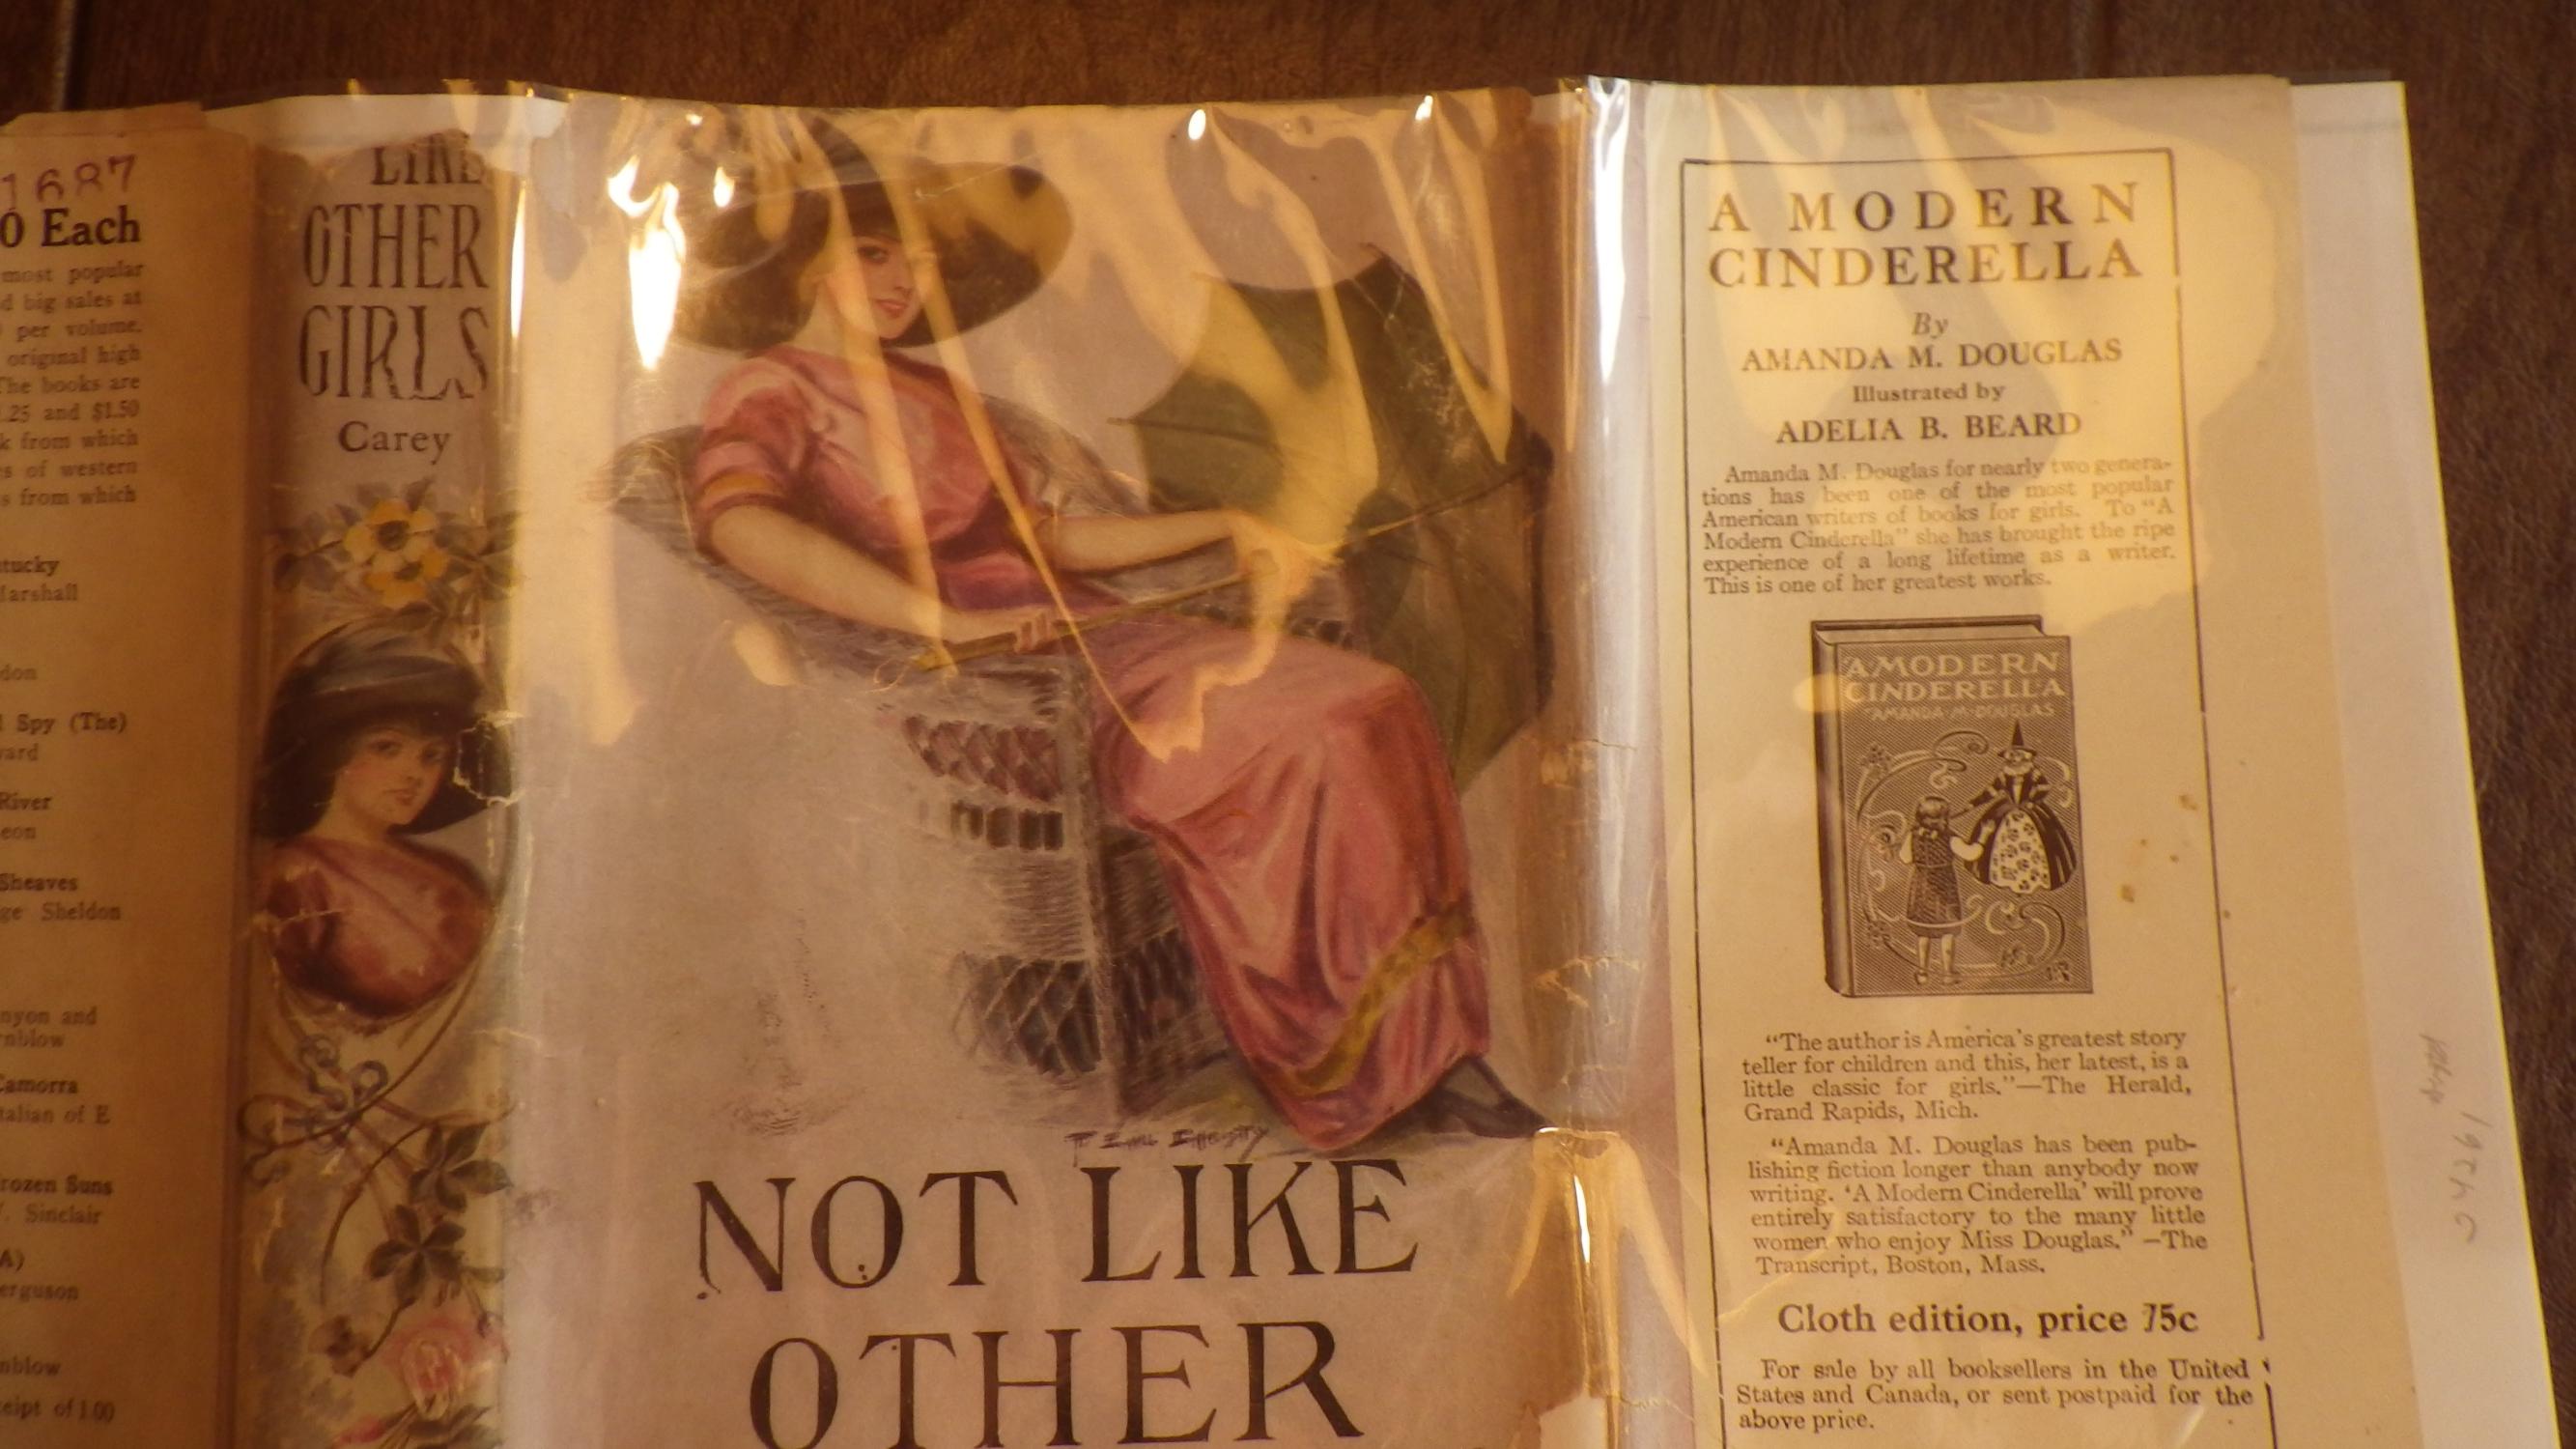 1687
0 Each
most popular
d big sales at
per volume.
original high
The books are
.25 and $1.50
k from which
s of western
s from which
tucky
Marshall
don
Spy (The)
ward
River
eon
Sheaves
ge Sheldon
nyon and
rnblow
Camorra
talian of E
rozen Suns
. Sinclair
A)
erguson
nblow
eipt of 1.00
LIKE
OTHER
GIRLS
Carey
NOT LIKE
OTHER
A MODERN
CINDERELLA
By
AMANDA M. DOUGLAS
Illustrated by
ADELIA B. BEARD
Amanda M. Douglas for nearly two genera-
tions has been one of the most popular
American writers of books for girls. To "A
Modern Cinderella" she has brought the ripe
experience of a long lifetime as a writer.
This is one of her greatest works.
A MODERN
CINDERELLA
AMANDA M. DOUGLAS
"The author is America's greatest story
teller for children and this, her latest, is a
little classic for girls."—The Herald,
Grand Rapids, Mich.
"Amanda M. Douglas has been pub-
lishing fiction longer than anybody now
writing. 'A Modern Cinderella' will prove
entirely satisfactory to the many little
women who enjoy Miss Douglas." —The
Transcript, Boston, Mass.
Cloth edition, price 75c
For sale by all booksellers in the United
States and Canada, or sent postpaid for the
above price.